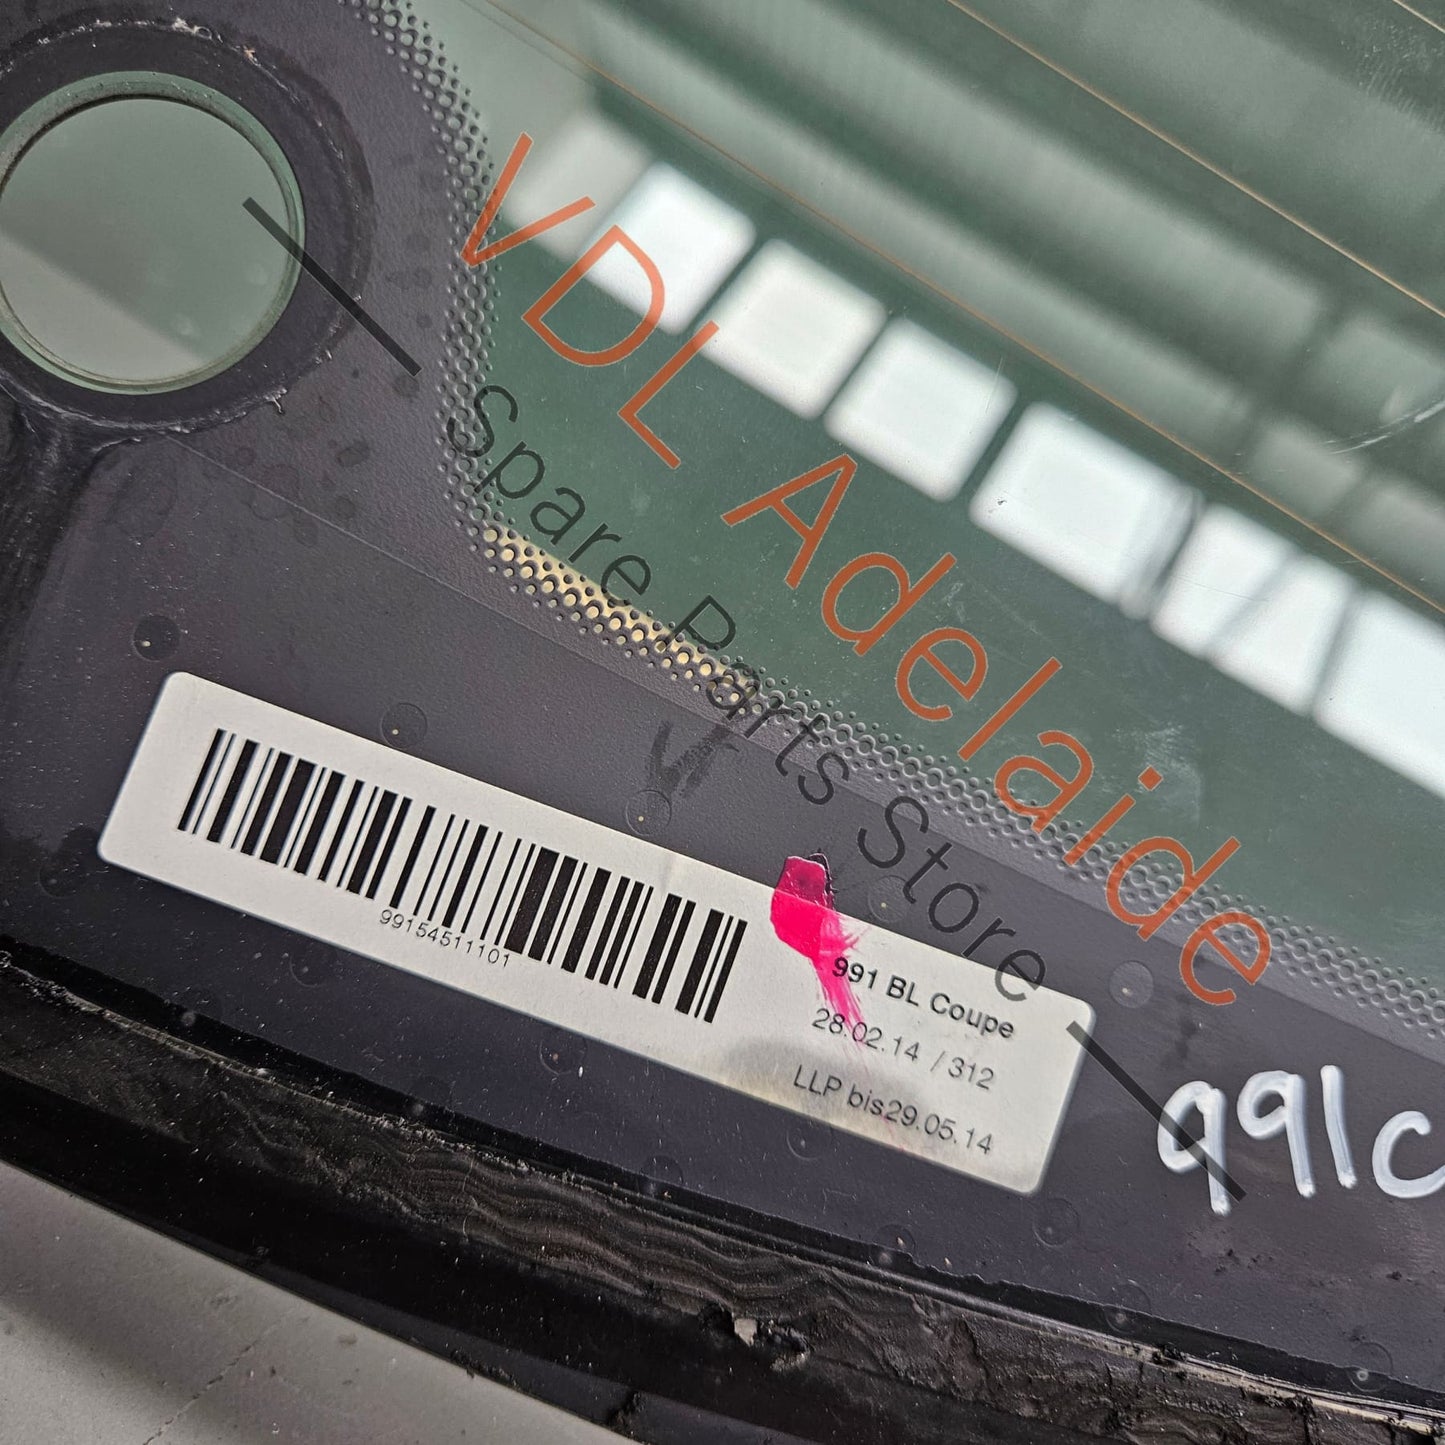 VDL Adelaide
Spare Parts Store
99154511101
991 BL Coupe
28.02.14 / 312
LLP bis29.05.14
991c